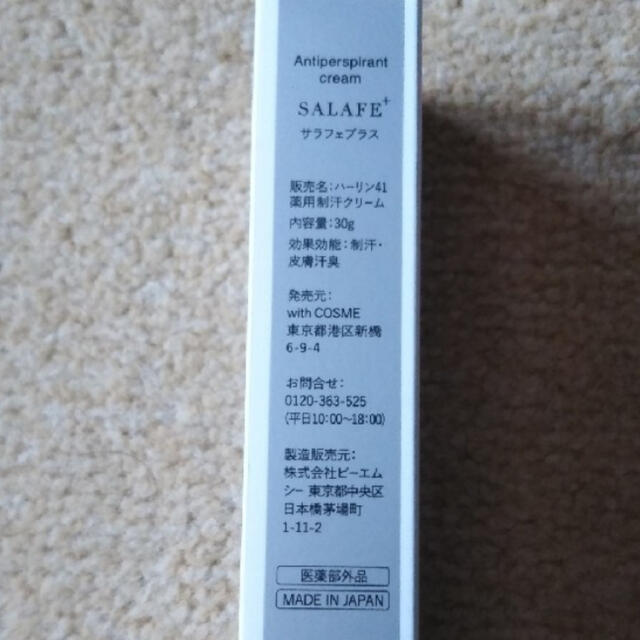 Antiperspirant
cream
SALAFE+
サラフェプラス
販売名：ハーリン41
薬用制汗クリーム
内容量：30g
効果効能：制汗・
皮膚汗臭
発売元：
with COSME
東京都港区新橋
6-9-4
お問合せ：
0120-363-525
（平日10:00〜18:00）
製造販売元：
株式会社ピーエム
シー 東京都中央区
日本橋茅場町
1-11-2
医薬部外品
MADE IN JAPAN